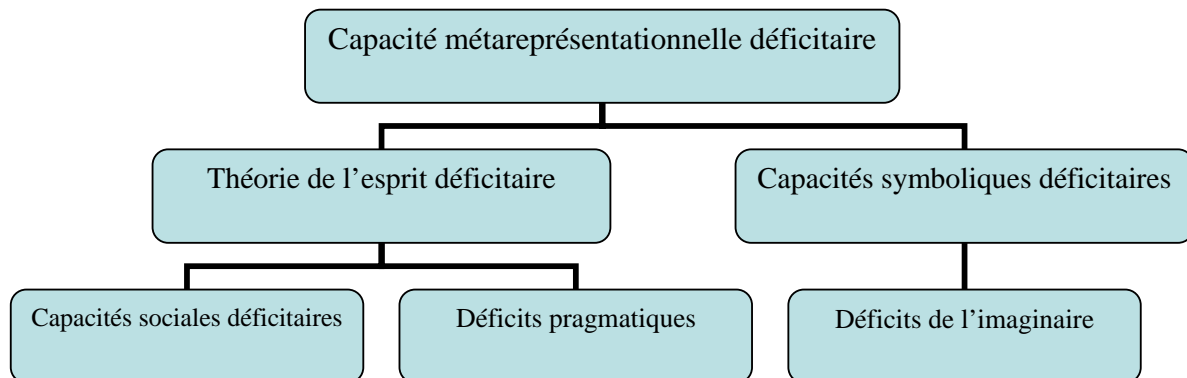 Capacité métareprésentationnelle déficitaire
Théorie de l’esprit déficitaire
Capacités symboliques déficitaires
Capacités sociales déficitaires
Déficits pragmatiques
Déficits de l’imaginaire